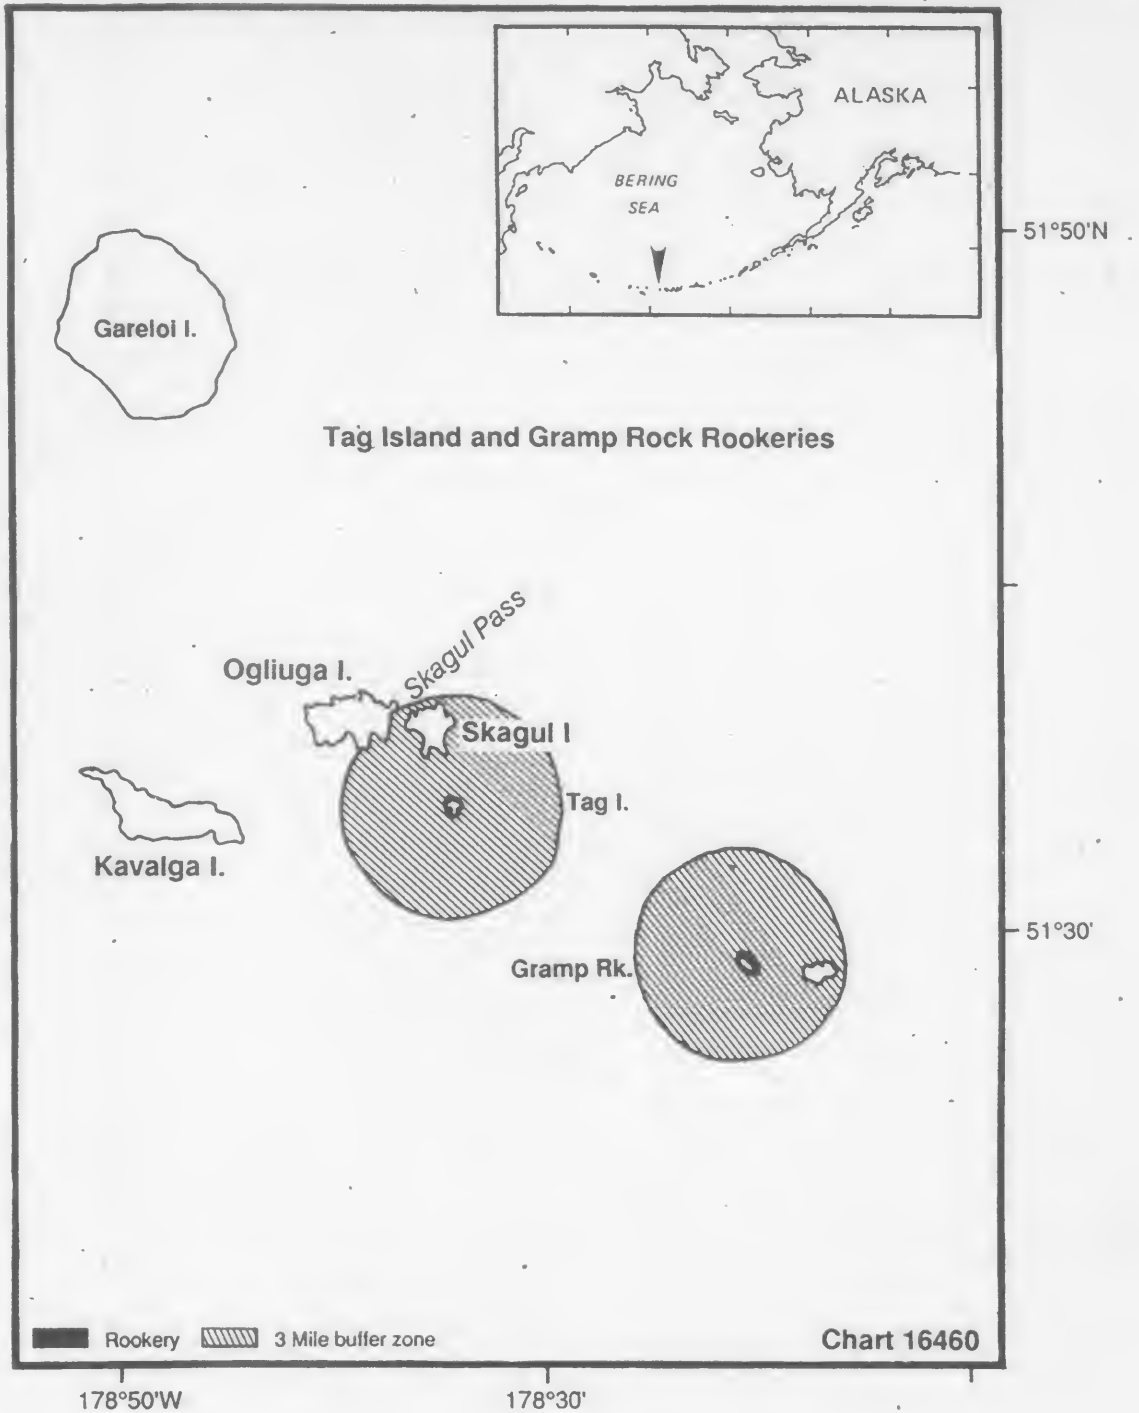 ALASKA
BERING
SEA
51°50'N
Gareloi I.
Tag Island and Gramp Rock Rookeries
Skagul Pass
Ogliuga I.
Skagul I
Tag I.
Kavalga I.
51°30'
Gramp Rk.
Rookery
3 Mile buffer zone
Chart 16460
178°50'W
178°30'